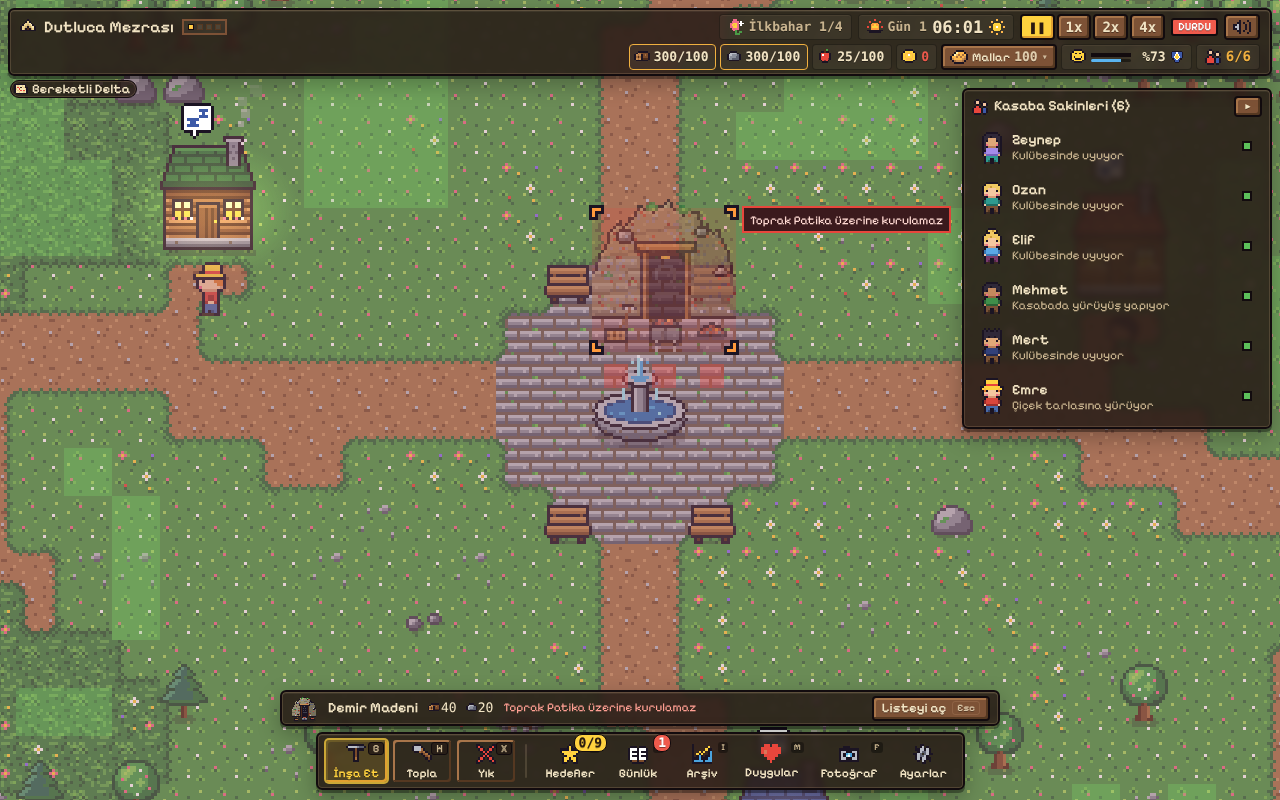 Dutluca Mezrası
İlkbahar 1/4
Gün 1 06:01
1x
2x
4x
DURDU
300/100
300/100
25/100
0
Mallar 100
%73
6/6
Bereketli Delta
Kasaba Sakinleri (6)
Zeynep
Kulübesinde uyuyor
Ozan
Kulübesinde uyuyor
Elif
Kulübesinde uyuyor
Mehmet
Kasabada yürüyüş yapıyor
Mert
Kulübesinde uyuyor
Emre
Çiçek tarlasına yürüyor
Toprak Patika üzerine kurulamaz
Demir Madeni 40 20 Toprak Patika üzerine kurulamaz
Listeyi aç Esc
İnşa Et
Topla H
Yık X
Hedefler 0/9
Günlük 1
Arşiv I
Duygular M
Fotoğraf F
Ayarlar